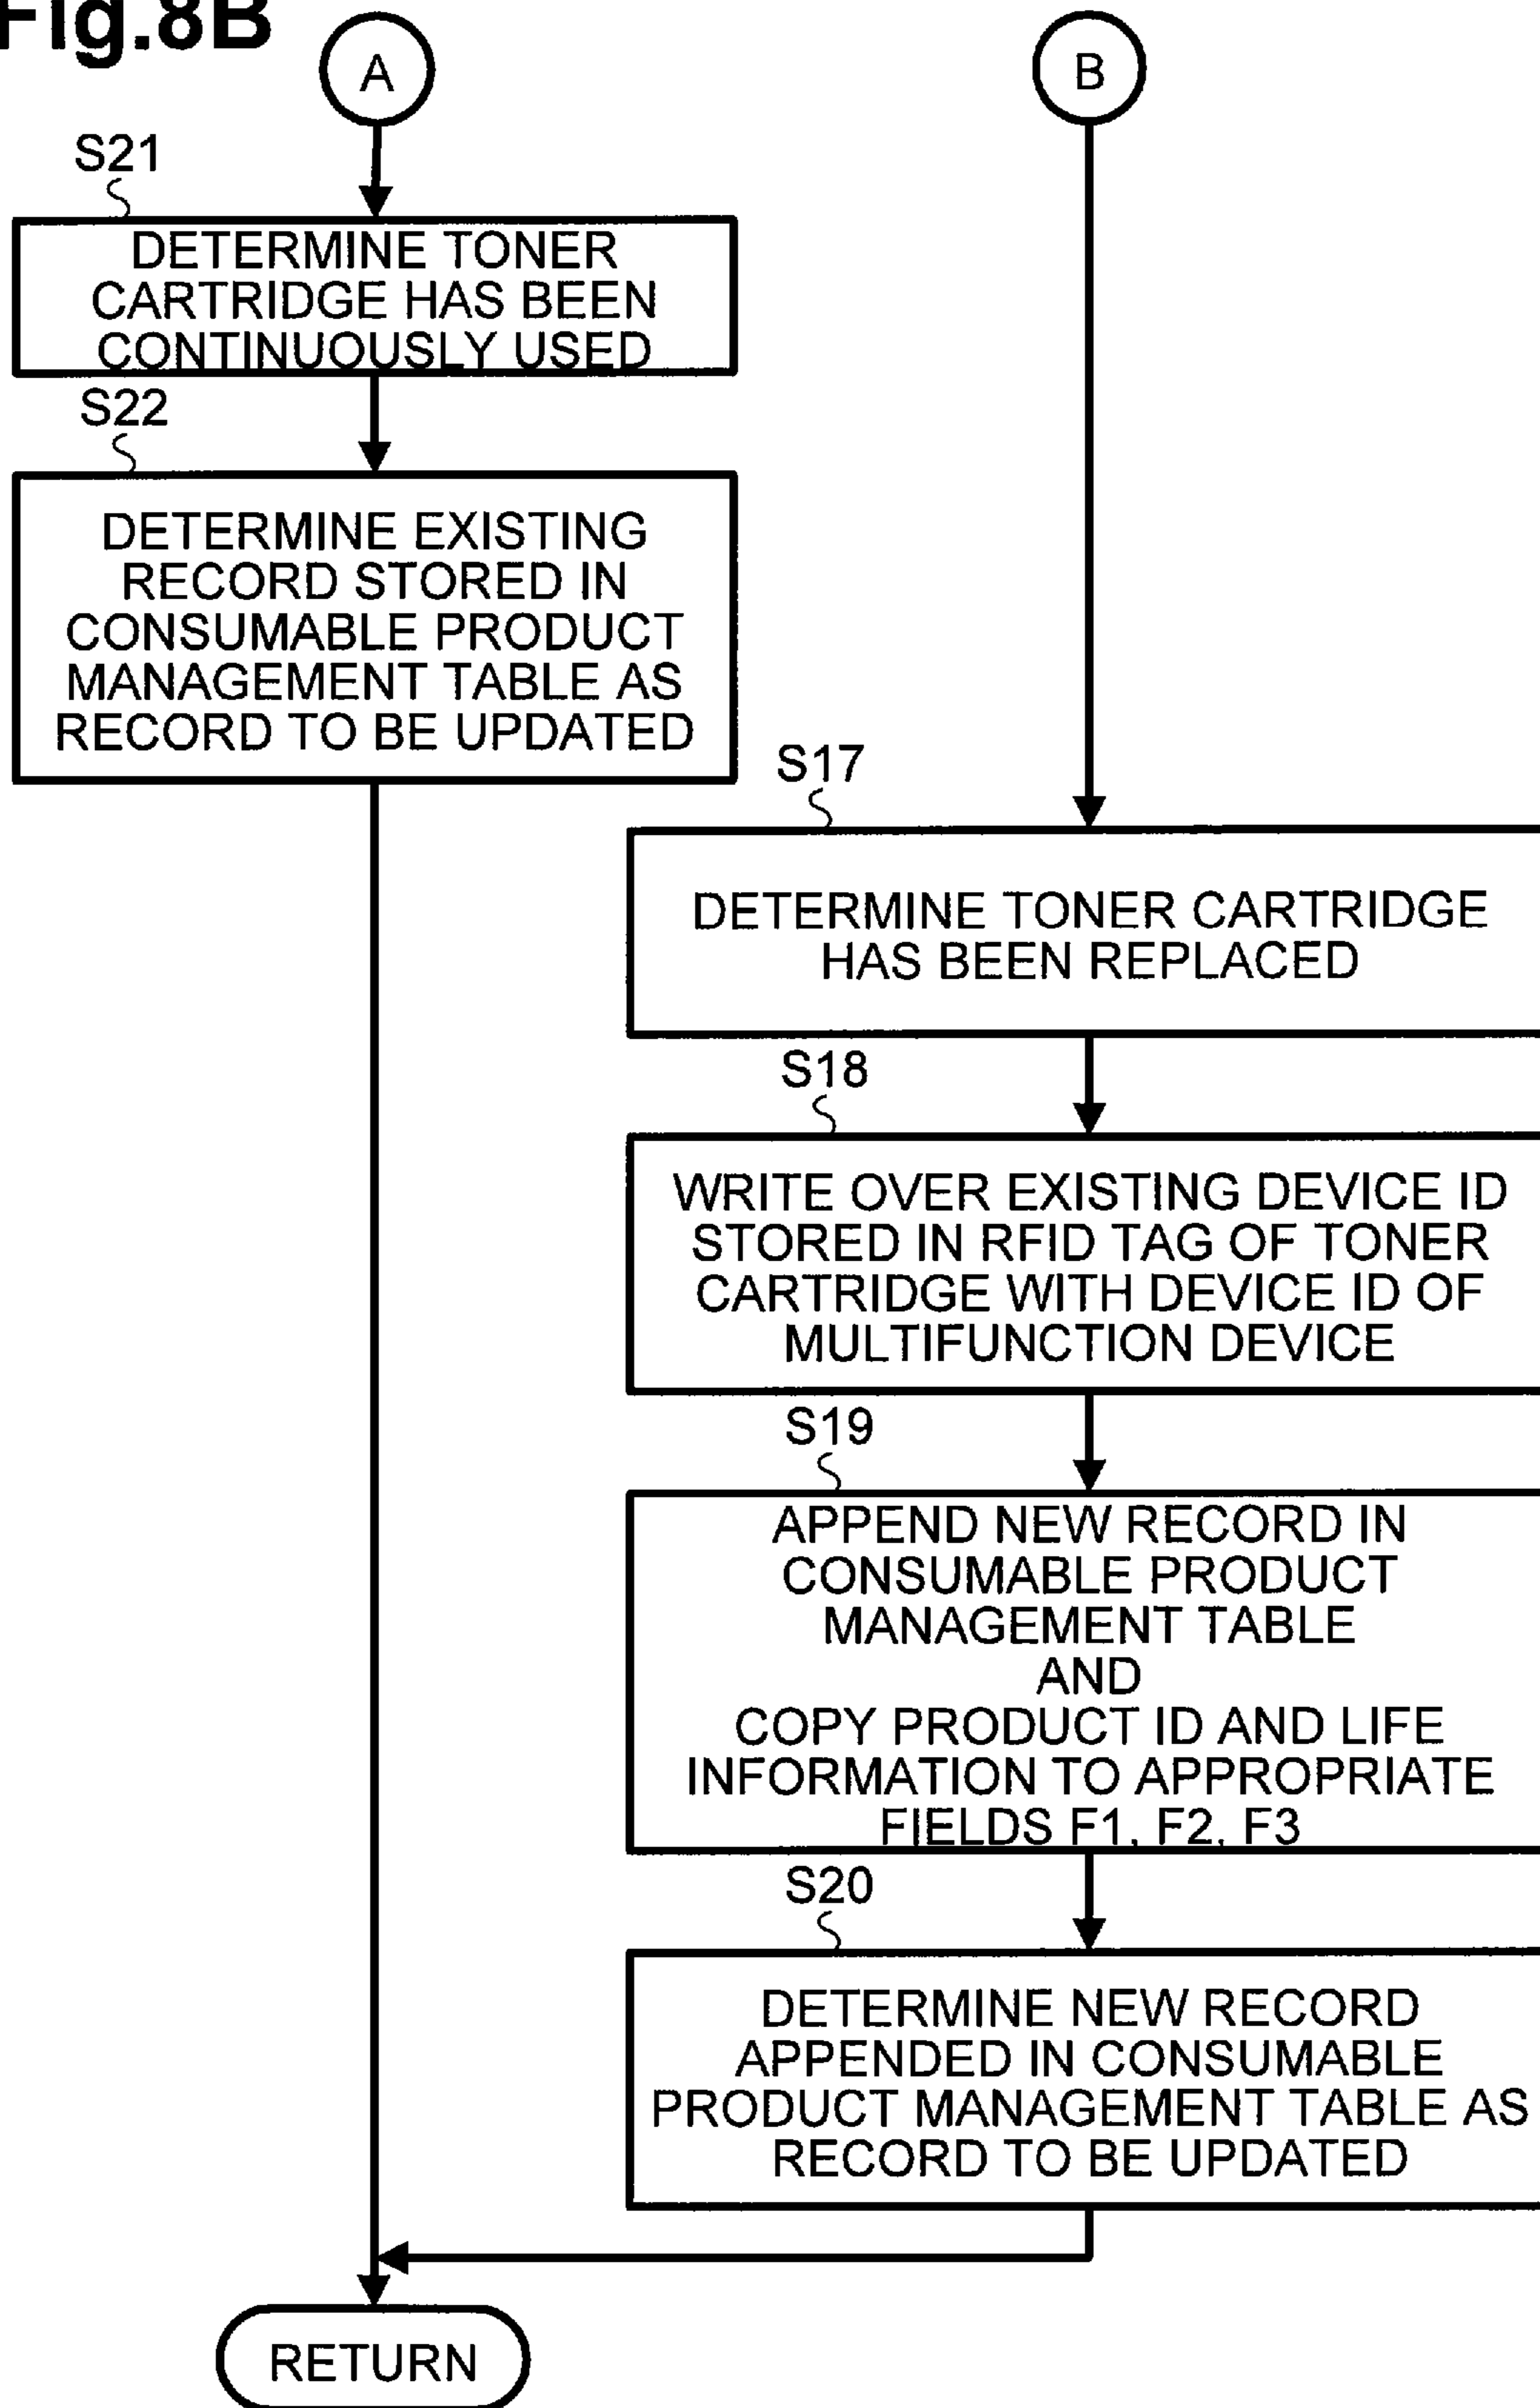 Fig.8B
A
B
S21
DETERMINE TONER
CARTRIDGE HAS BEEN
CONTINUOUSLY USED
S22
DETERMINE EXISTING
RECORD STORED IN
CONSUMABLE PRODUCT
MANAGEMENT TABLE AS
RECORD TO BE UPDATED
S17
DETERMINE TONER CARTRIDGE
HAS BEEN REPLACED
S18
WRITE OVER EXISTING DEVICE ID
STORED IN RFID TAG OF TONER
CARTRIDGE WITH DEVICE ID OF
MULTIFUNCTION DEVICE
S19
APPEND NEW RECORD IN
CONSUMABLE PRODUCT
MANAGEMENT TABLE
AND
COPY PRODUCT ID AND LIFE
INFORMATION TO APPROPRIATE
FIELDS F1, F2, F3
S20
DETERMINE NEW RECORD
APPENDED IN CONSUMABLE
PRODUCT MANAGEMENT TABLE AS
RECORD TO BE UPDATED
RETURN